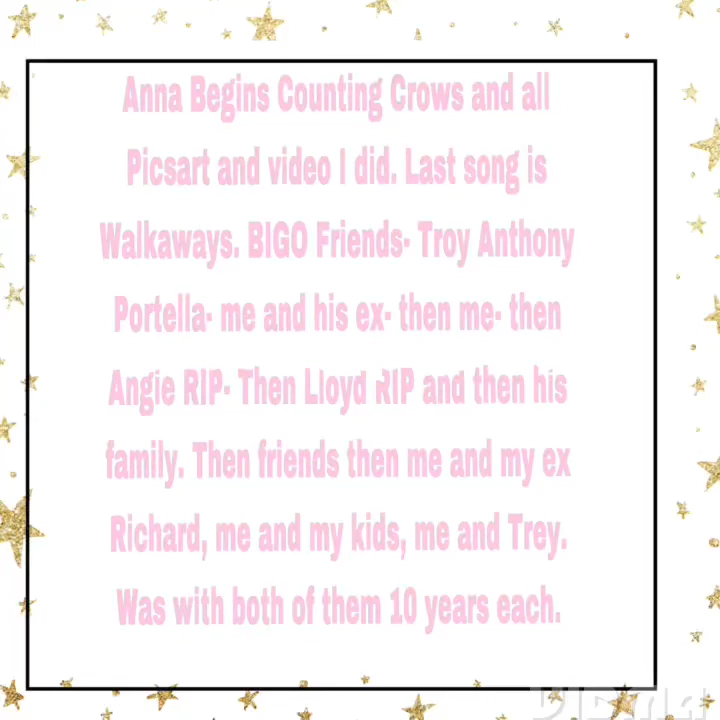 Anna Begins Counting Crows and all
Picsart and video I did. Last song is
Walkaways. BIGO Friends- Troy Anthony
Portella- me and his ex- then me- then
Angie RIP- Then Lloyd RIP and then his
family. Then friends then me and my ex
Richard, me and my kids, me and Trey.
Was with both of them 10 years each.